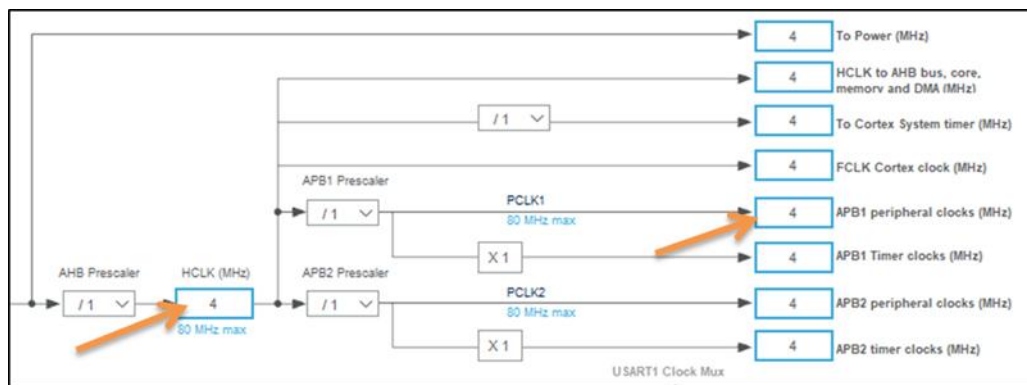 4 To Power (MHz)
4 HCLK to AHB bus, core,
memory and DMA (MHz)
/ 1 4 To Cortex System timer (MHz)
4 FCLK Cortex clock (MHz)
APB1 Prescaler
/ 1 PCLK1 4 APB1 peripheral clocks (MHz)
80 MHz max
X 1 4 APB1 Timer clocks (MHz)
AHB Prescaler HCLK (MHz) APB2 Prescaler
/ 1 4 / 1 PCLK2 4 APB2 peripheral clocks (MHz)
80 MHz max 80 MHz max
X 1 4 APB2 timer clocks (MHz)
USART1 Clock Mux